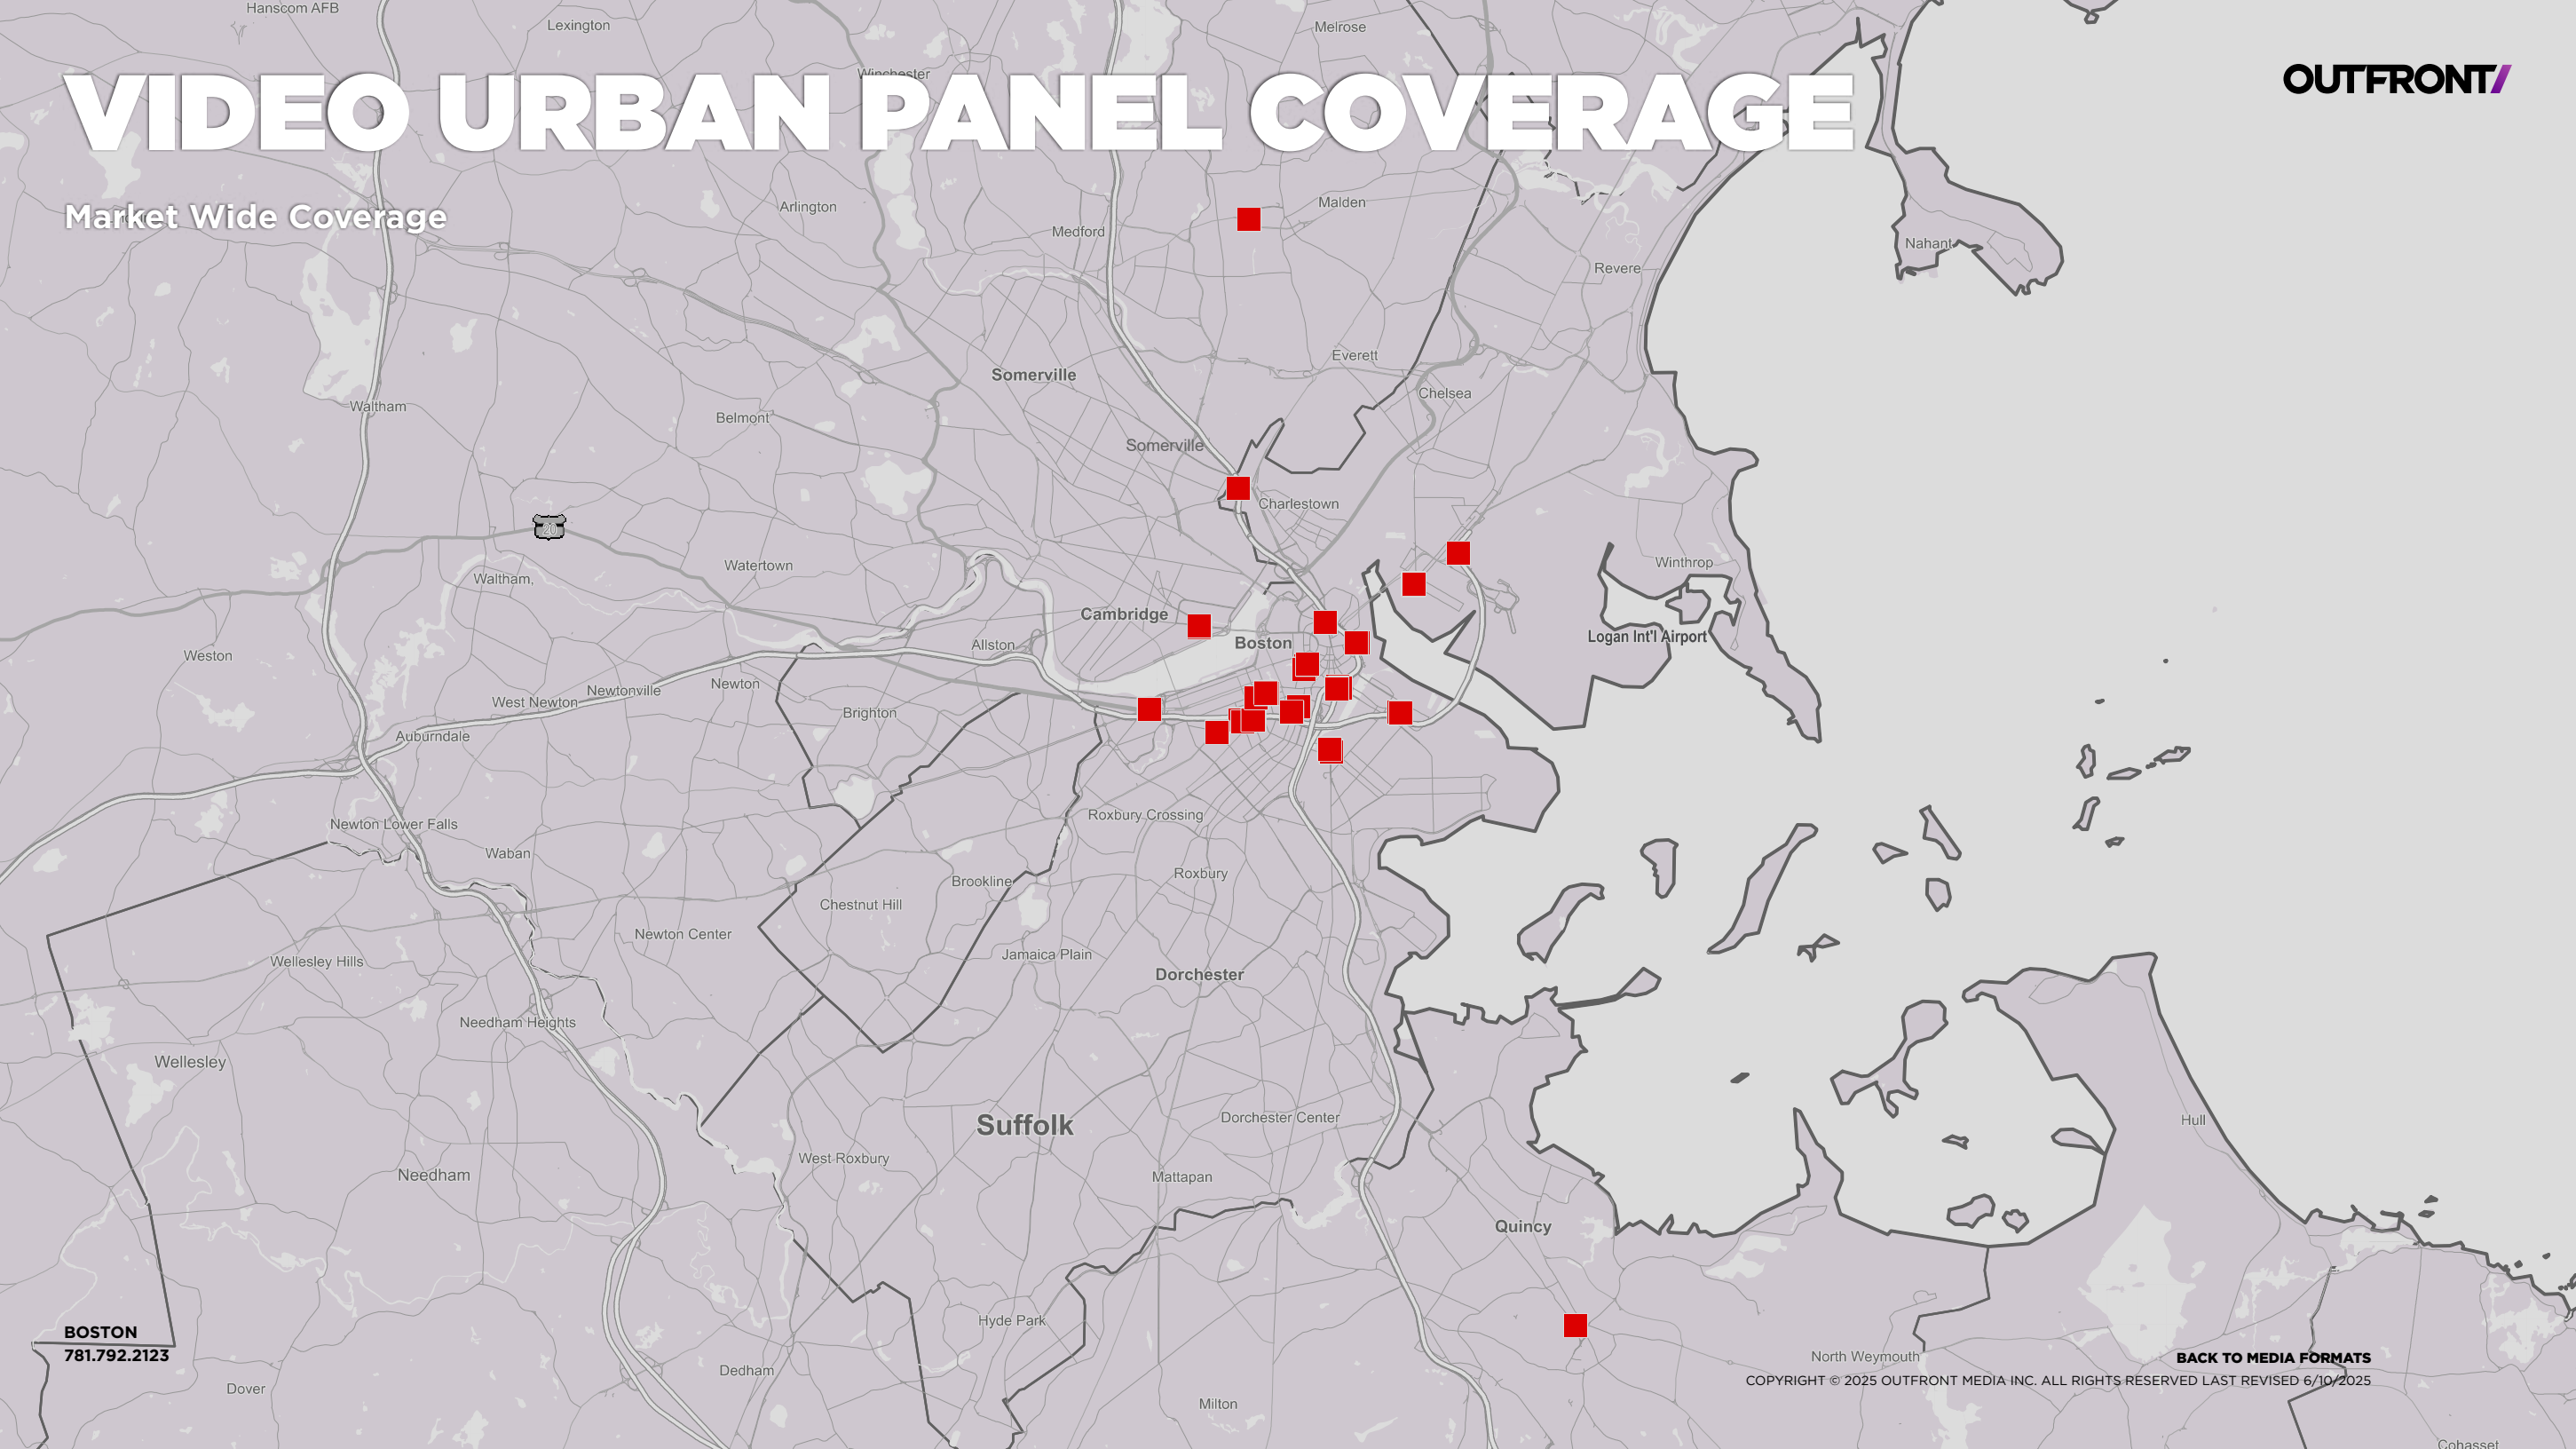 Hanscom AFB
Lexington
Melrose
Winchester
VIDEO URBAN PANEL COVERAGE
OUTFRONT/
Market Wide Coverage
Arlington
Malden
Medford
Nahant
Revere
Everett
Somerville
Chelsea
Waltham
Belmont
Somerville
Charlestown
20
Watertown
Winthrop
Waltham
Cambridge
Boston
Logan Int'l Airport
Allston
Weston
Newton
Newtonville
West Newton
Brighton
Auburndale
Roxbury Crossing
Newton Lower Falls
Waban
Roxbury
Brookline
Chestnut Hill
Newton Center
Jamaica Plain
Wellesley Hills
Dorchester
Needham Heights
Wellesley
Suffolk
Dorchester Center
Hull
West Roxbury
Needham
Mattapan
Quincy
Hyde Park
BOSTON
781.792.2123
North Weymouth
BACK TO MEDIA FORMATS
Dedham
COPYRIGHT © 2025 OUTFRONT MEDIA INC. ALL RIGHTS RESERVED LAST REVISED 6/10/2025
Dover
Milton
Cohasset